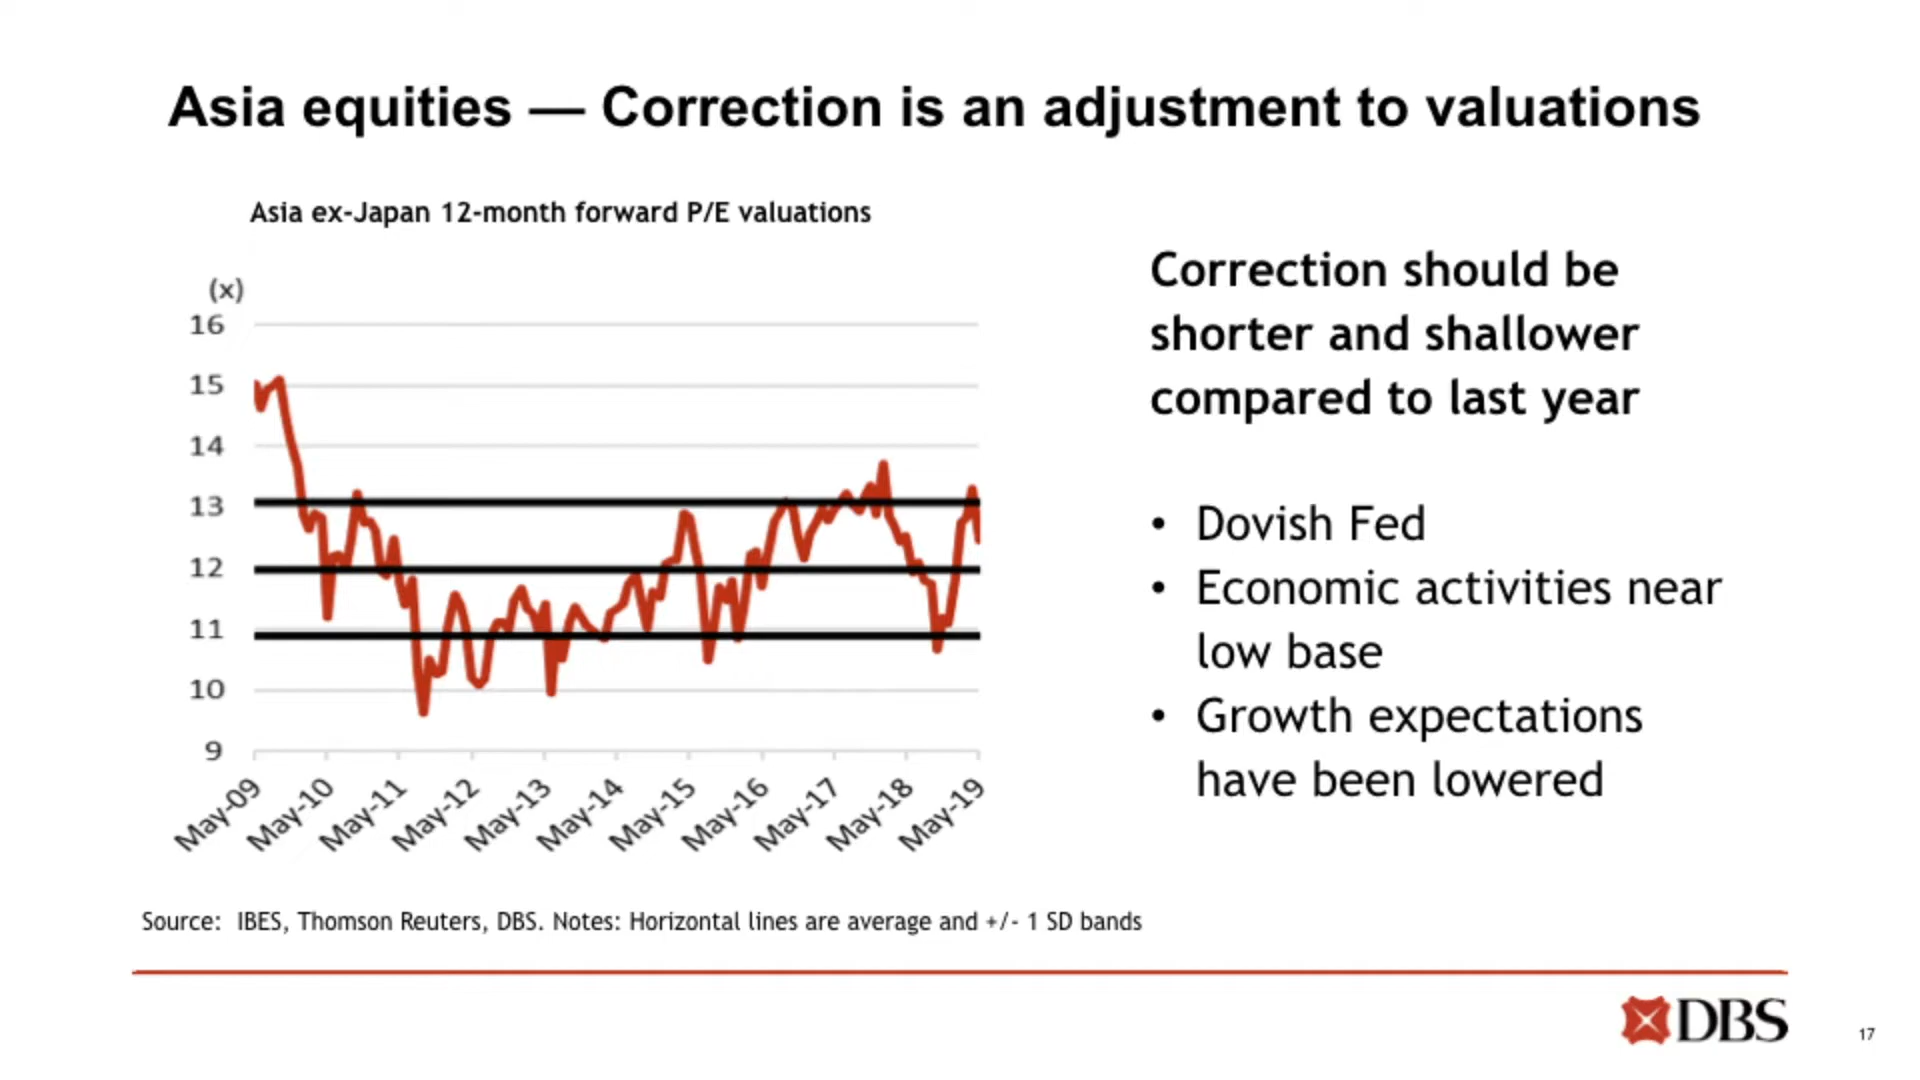 Asia equities — Correction is an adjustment to valuations
Asia ex-Japan 12-month forward P/E valuations
(x)
16
15
14
13
12
11
10
9
May-09
May-10
May-11
May-12
May-13
May-14
May-15
May-16
May-17
May-18
May-19
Correction should be
shorter and shallower
compared to last year
• Dovish Fed
• Economic activities near
low base
• Growth expectations
have been lowered
Source: IBES, Thomson Reuters, DBS. Notes: Horizontal lines are average and +/- 1 SD bands
DBS
17